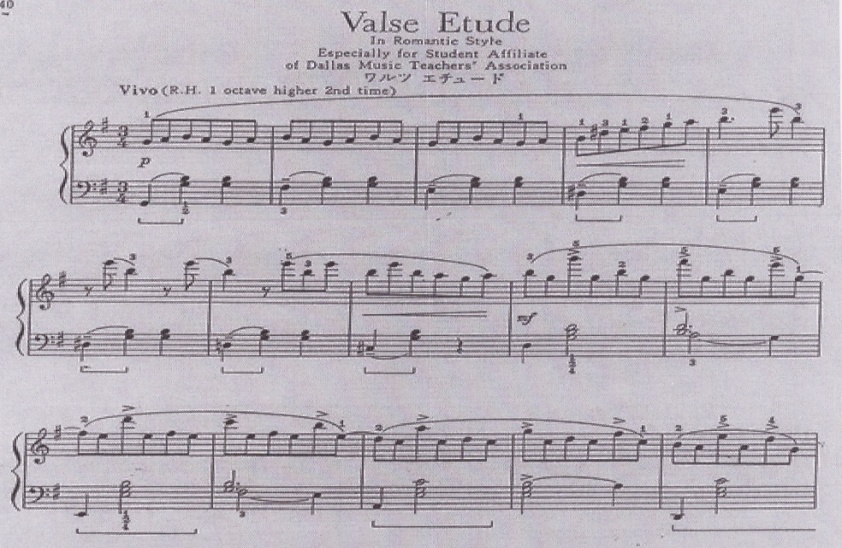 40
Valse Etude
In Romantic Style
Especially for Student Affiliate
of Dallas Music Teachers' Association
ワルツ エチュード
Vivo (R.H. 1 octave higher 2nd time)
p
mf